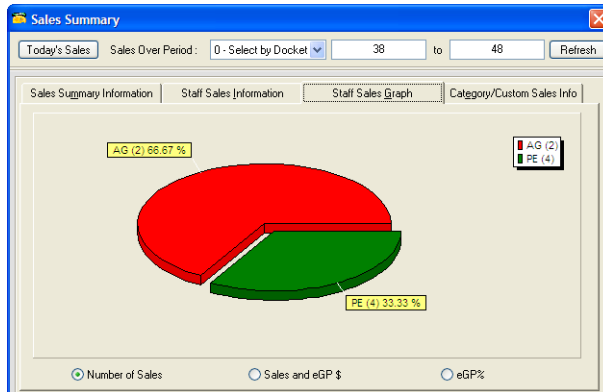 Sales Summary
Today's Sales Sales Over Period : 0 - Select by Docket 38 to 48 Refresh
Sales Summary Information Staff Sales Information Staff Sales Graph Category/Custom Sales Info
AG (2) 66.67 %
AG (2)
PE (4)
PE (4) 33.33 %
Number of Sales Sales and eGP $ eGP%